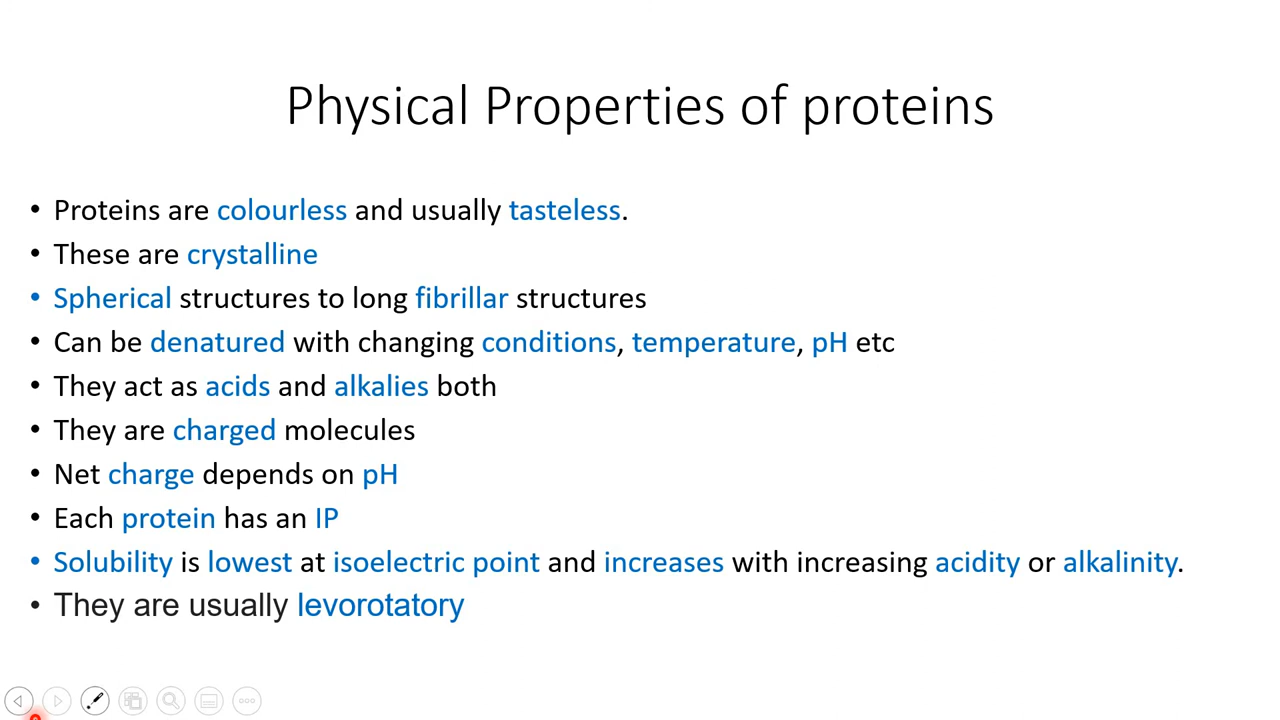 Physical Properties of proteins
• Proteins are colourless and usually tasteless.
• These are crystalline
• Spherical structures to long fibrillar structures
• Can be denatured with changing conditions, temperature, pH etc
• They act as acids and alkalies both
• They are charged molecules
• Net charge depends on pH
• Each protein has an IP
• Solubility is lowest at isoelectric point and increases with increasing acidity or alkalinity.
• They are usually levorotatory